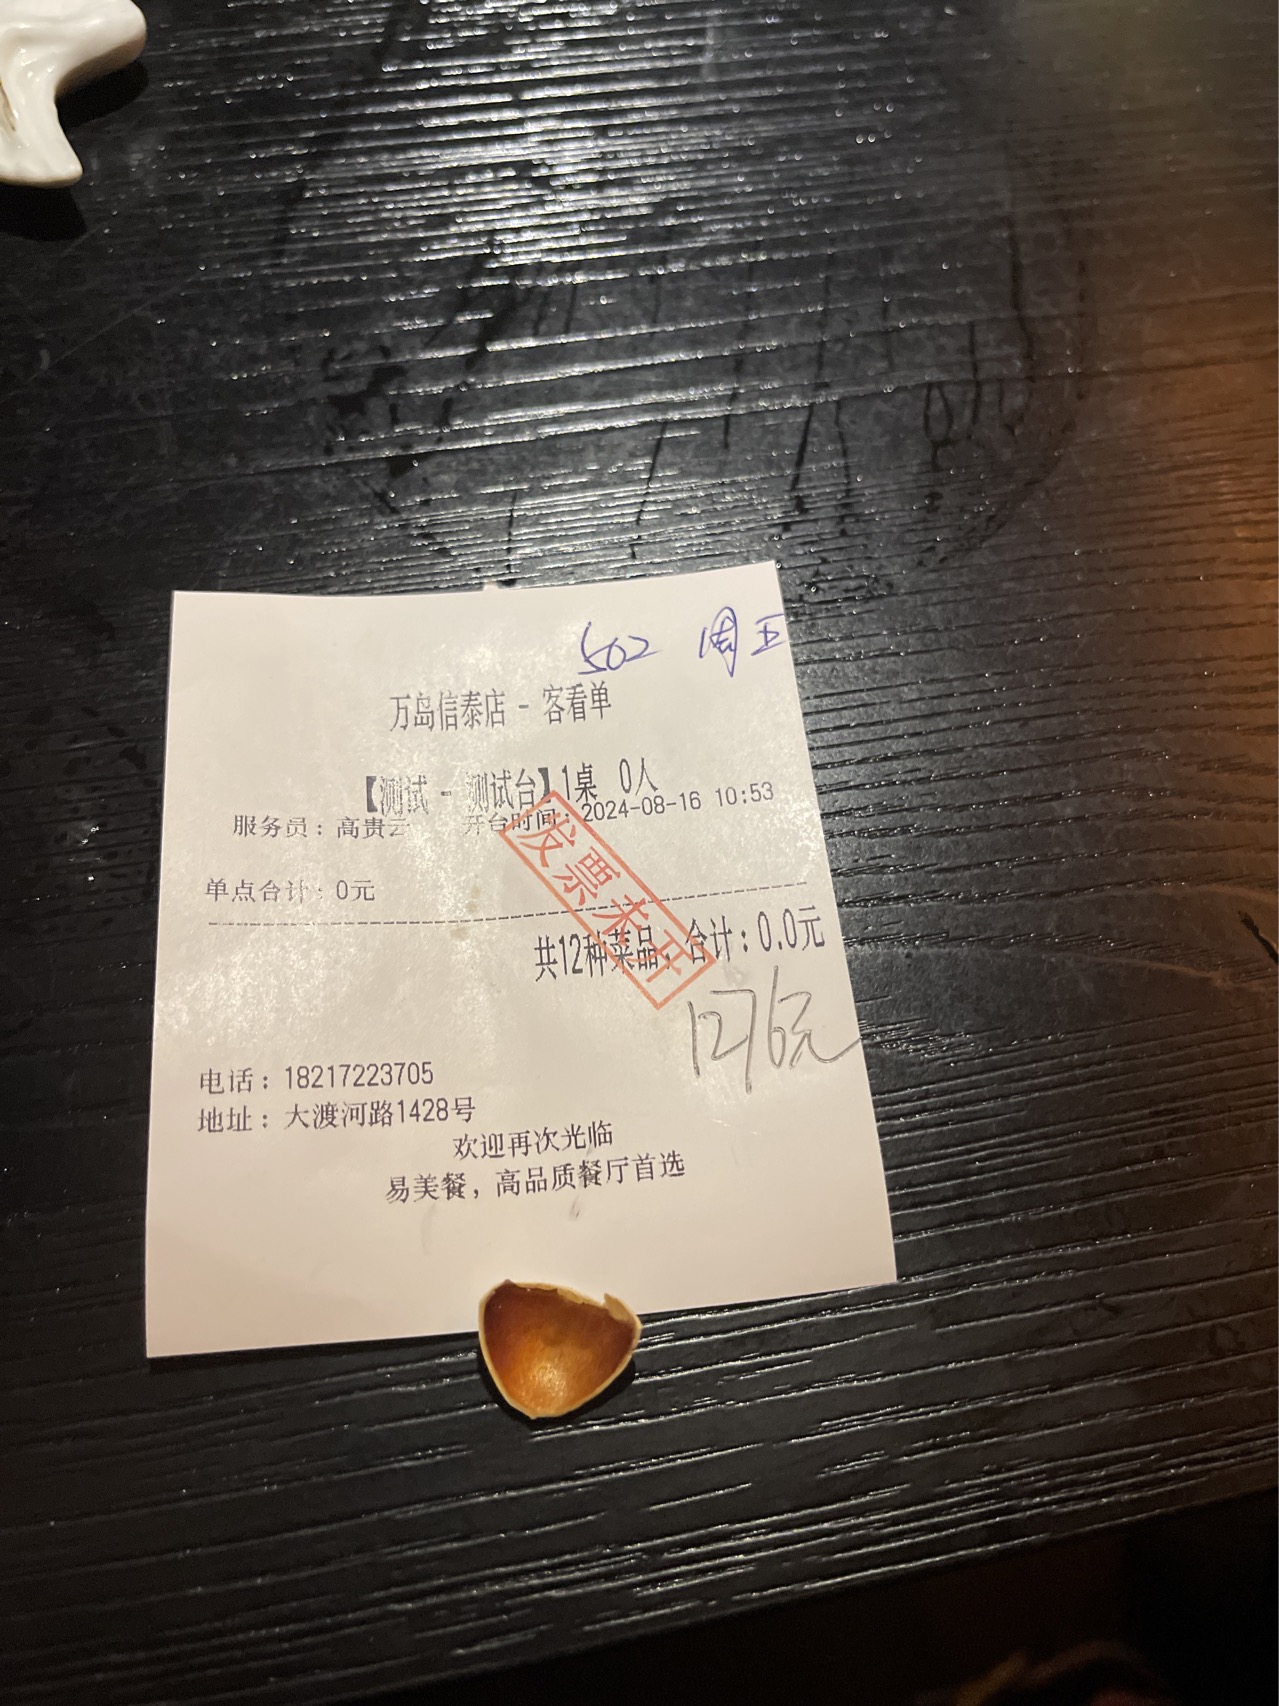 502 周五
万岛信泰店 - 客看单
【测试 - 测试台】1桌 0人
服务员：高贵云 开台时间：2024-08-16 10:53
单点合计：0元
共12种菜品，合计：0.0元
发票未开
1276元
电话：18217223705
地址：大渡河路1428号
欢迎再次光临
易美餐，高品质餐厅首选